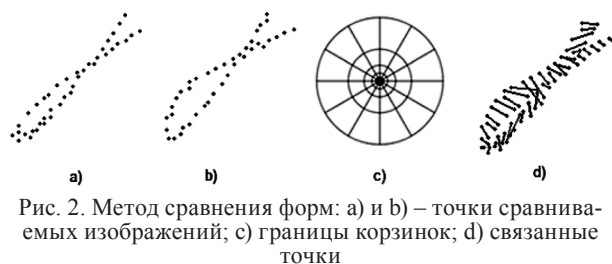 a) b) c) d)
Рис. 2. Метод сравнения форм: a) и b) – точки сравнива-
емых изображений; c) границы корзинок; d) связанные
точки